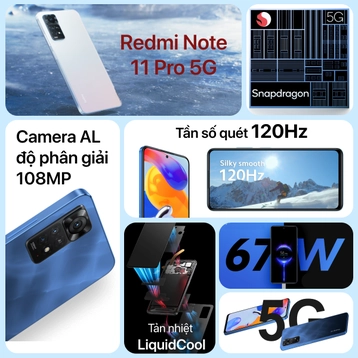 Redmi Note
11 Pro 5G
5G
Snapdragon
Camera AL
độ phân giải
108MP
Tần số quét 120Hz
Silky smooth
120Hz
67W
Tản nhiệt
LiquidCool
5G